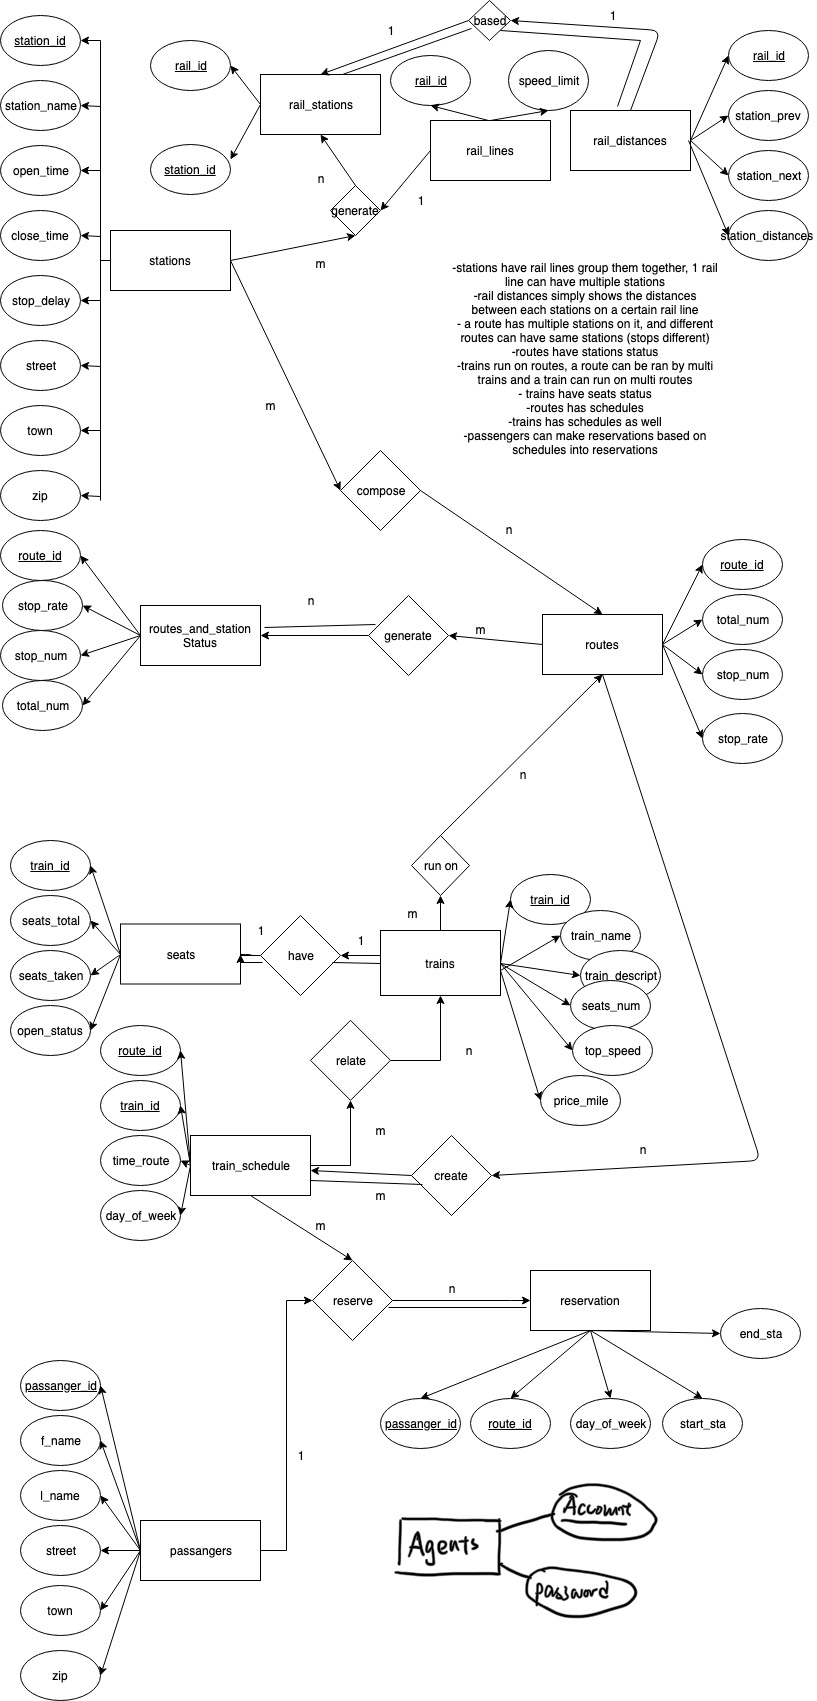 based
1
1
station_id
station_name
open_time
close_time
stop_delay
street
town
zip
rail_id
station_id
rail_stations
rail_id
speed_limit
rail_lines
rail_distances
rail_id
station_prev
station_next
station_distances
n
generate
1
stations
m
-stations have rail lines group them together, 1 rail
line can have multiple stations
-rail distances simply shows the distances
between each stations on a certain rail line
- a route has multiple stations on it, and different
routes can have same stations (stops different)
-routes have stations status
-trains run on routes, a route can be ran by multi
trains and a train can run on multi routes
- trains have seats status
-routes has schedules
-trains has schedules as well
-passengers can make reservations based on
schedules into reservations
m
compose
n
route_id
stop_rate
stop_num
total_num
routes_and_station
Status
n
generate
m
routes
route_id
total_num
stop_num
stop_rate
n
run on
m
train_id
seats_total
seats_taken
open_status
seats
1
have
1
trains
train_id
train_name
train_descript
seats_num
top_speed
price_mile
relate
n
m
route_id
train_id
time_route
day_of_week
train_schedule
create
n
m
m
reserve
n
reservation
end_sta
passanger_id
route_id
day_of_week
start_sta
passanger_id
f_name
l_name
street
town
zip
1
passangers
Agents
Account
password